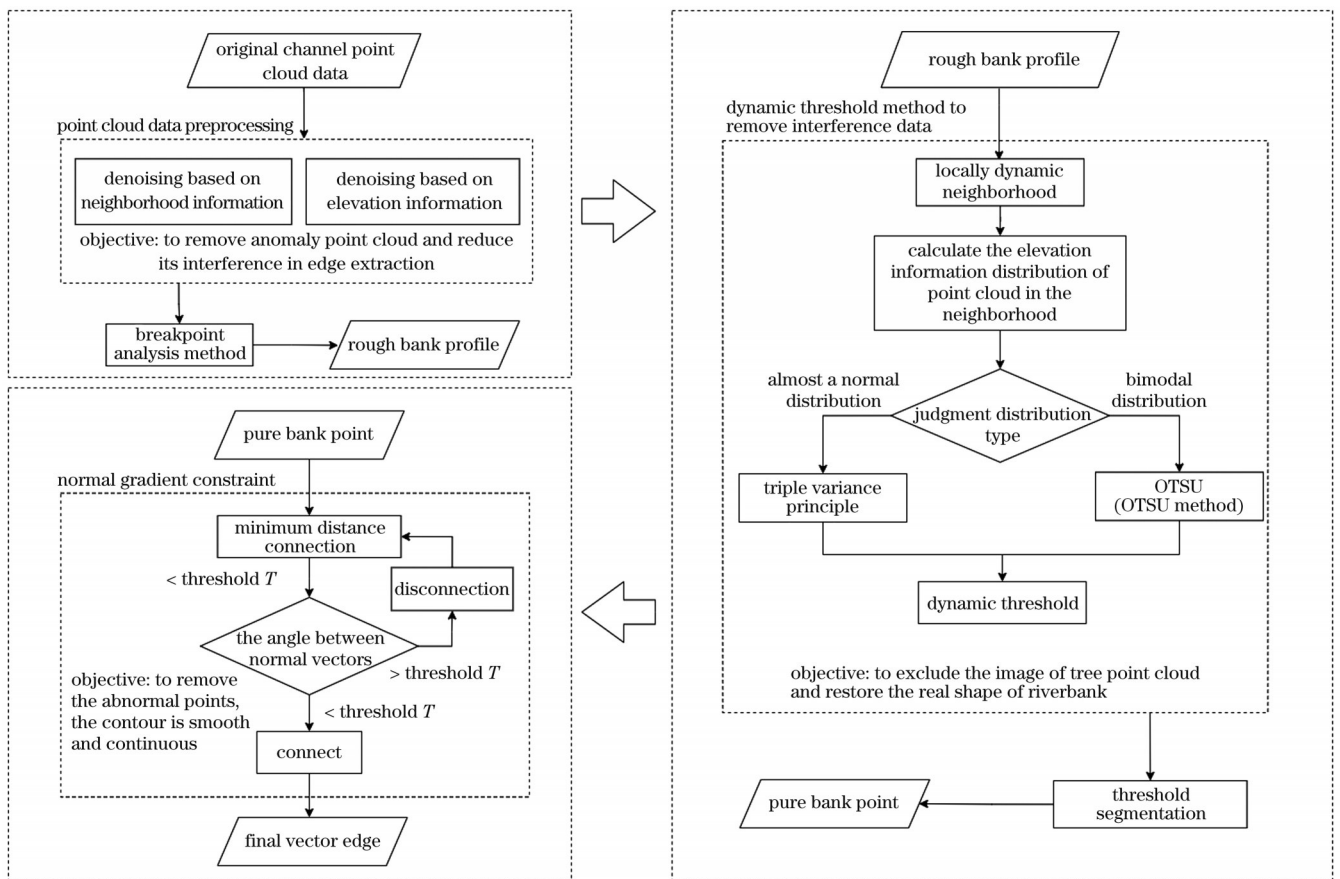 original channel point
cloud data
point cloud data preprocessing
denoising based on
neighborhood information
denoising based on
elevation information
objective: to remove anomaly point cloud and reduce
its interference in edge extraction
breakpoint
analysis method
rough bank profile
rough bank profile
dynamic threshold method to
remove interference data
locally dynamic
neighborhood
calculate the elevation
information distribution of
point cloud in the
neighborhood
almost a normal
distribution
bimodal
distribution
judgment distribution
type
triple variance
principle
OTSU
(OTSU method)
dynamic threshold
objective: to exclude the image of tree point cloud
and restore the real shape of riverbank
threshold
segmentation
pure bank point
pure bank point
normal gradient constraint
minimum distance
connection
< threshold T
disconnection
the angle between
normal vectors
> threshold T
objective: to remove
the abnormal points,
the contour is smooth
and continuous
< threshold T
connect
final vector edge